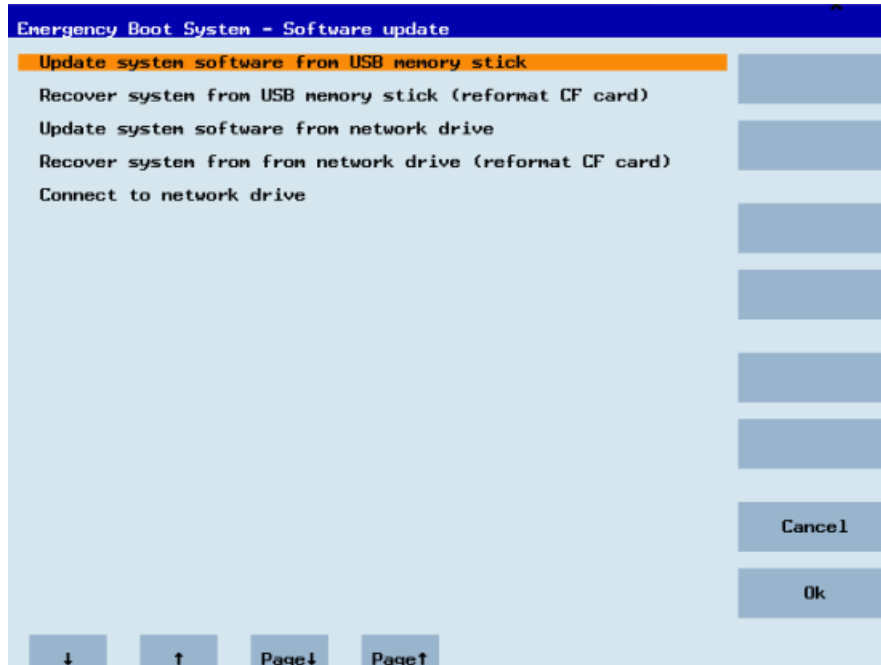 Emergency Boot System - Software update
Update system software from USB memory stick
Recover system from USB memory stick (reformat CF card)
Update system software from network drive
Recover system from from network drive (reformat CF card)
Connect to network drive
Cancel
Ok
↓ ↑ Page↓ Page↑